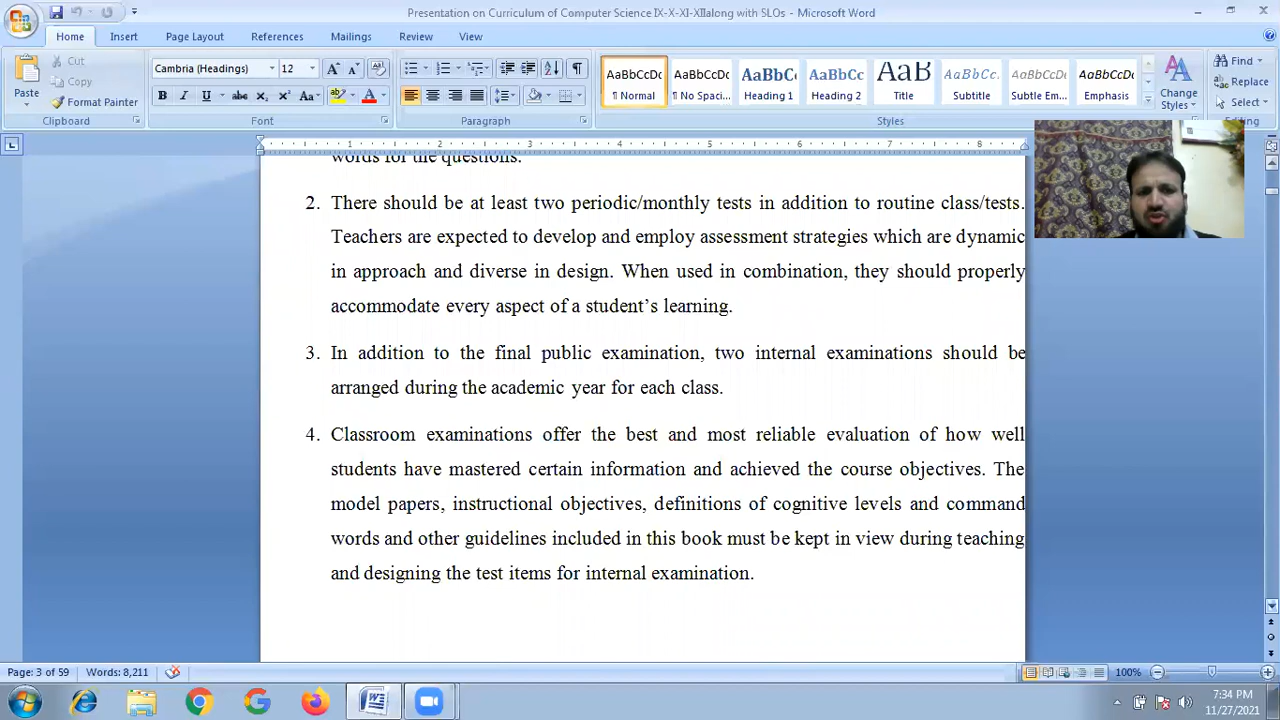 Presentation on Curriculum of Computer Science IX-X-XI-XIIalong with SLOs - Microsoft Word
Home Insert Page Layout References Mailings Review View
Paste
Cut
Copy
Format Painter
Clipboard
Cambria (Headings) 12
Font
Paragraph
AaBbCcDc AaBbCcDc AaBbCc AaBbCc AaB AaBbCc AaBbCcDc AaBbCcDc
¶ Normal ¶ No Spaci... Heading 1 Heading 2 Title Subtitle Subtle Em... Emphasis
Change Styles
Styles
Find
Replace
Select
Editing
words for the questions.
2. There should be at least two periodic/monthly tests in addition to routine class/tests.
Teachers are expected to develop and employ assessment strategies which are dynamic
in approach and diverse in design. When used in combination, they should properly
accommodate every aspect of a student’s learning.
3. In addition to the final public examination, two internal examinations should be
arranged during the academic year for each class.
4. Classroom examinations offer the best and most reliable evaluation of how well
students have mastered certain information and achieved the course objectives. The
model papers, instructional objectives, definitions of cognitive levels and command
words and other guidelines included in this book must be kept in view during teaching
and designing the test items for internal examination.
Page: 3 of 59 Words: 8,211 100%
7:34 PM
11/27/2021